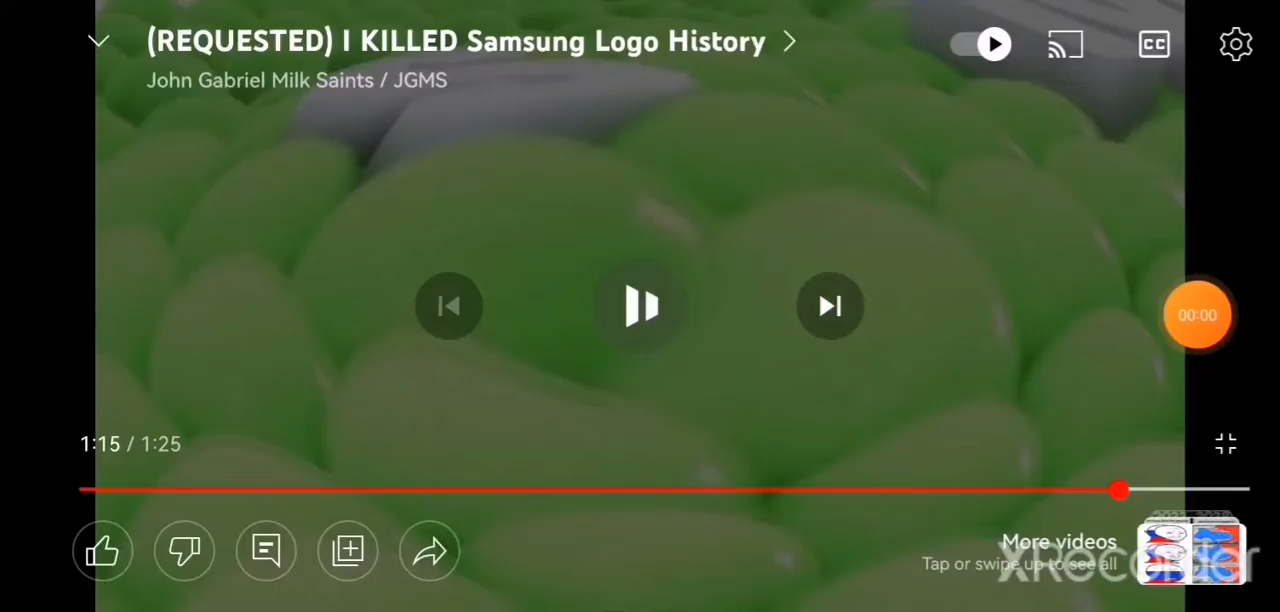 (REQUESTED) I KILLED Samsung Logo History
John Gabriel Milk Saints / JGMS
CC
00:00
1:15 / 1:25
More videos
Tap or swipe up to see all
XRecorder